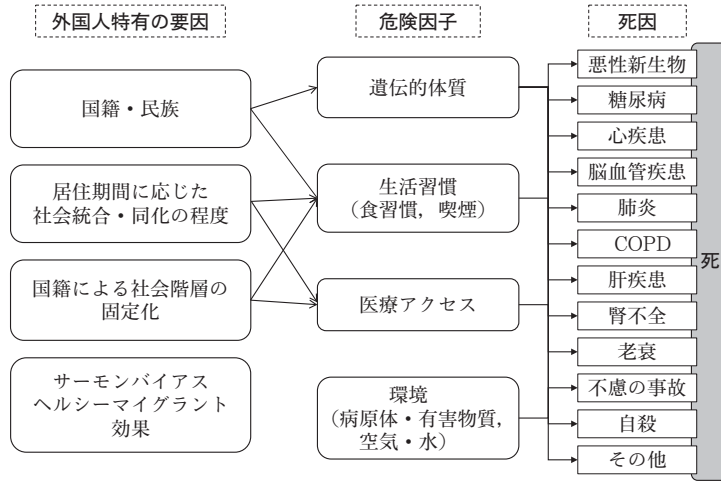 外国人特有の要因
危険因子
死因
国籍・民族
居住期間に応じた
社会統合・同化の程度
国籍による社会階層の
固定化
サーモンバイアス
ヘルシーマイグラント
効果
遺伝的体質
生活習慣
（食習慣，喫煙）
医療アクセス
環境
（病原体・有害物質，
空気・水）
悪性新生物
糖尿病
心疾患
脳血管疾患
肺炎
COPD
肝疾患
腎不全
老衰
不慮の事故
自殺
その他
死